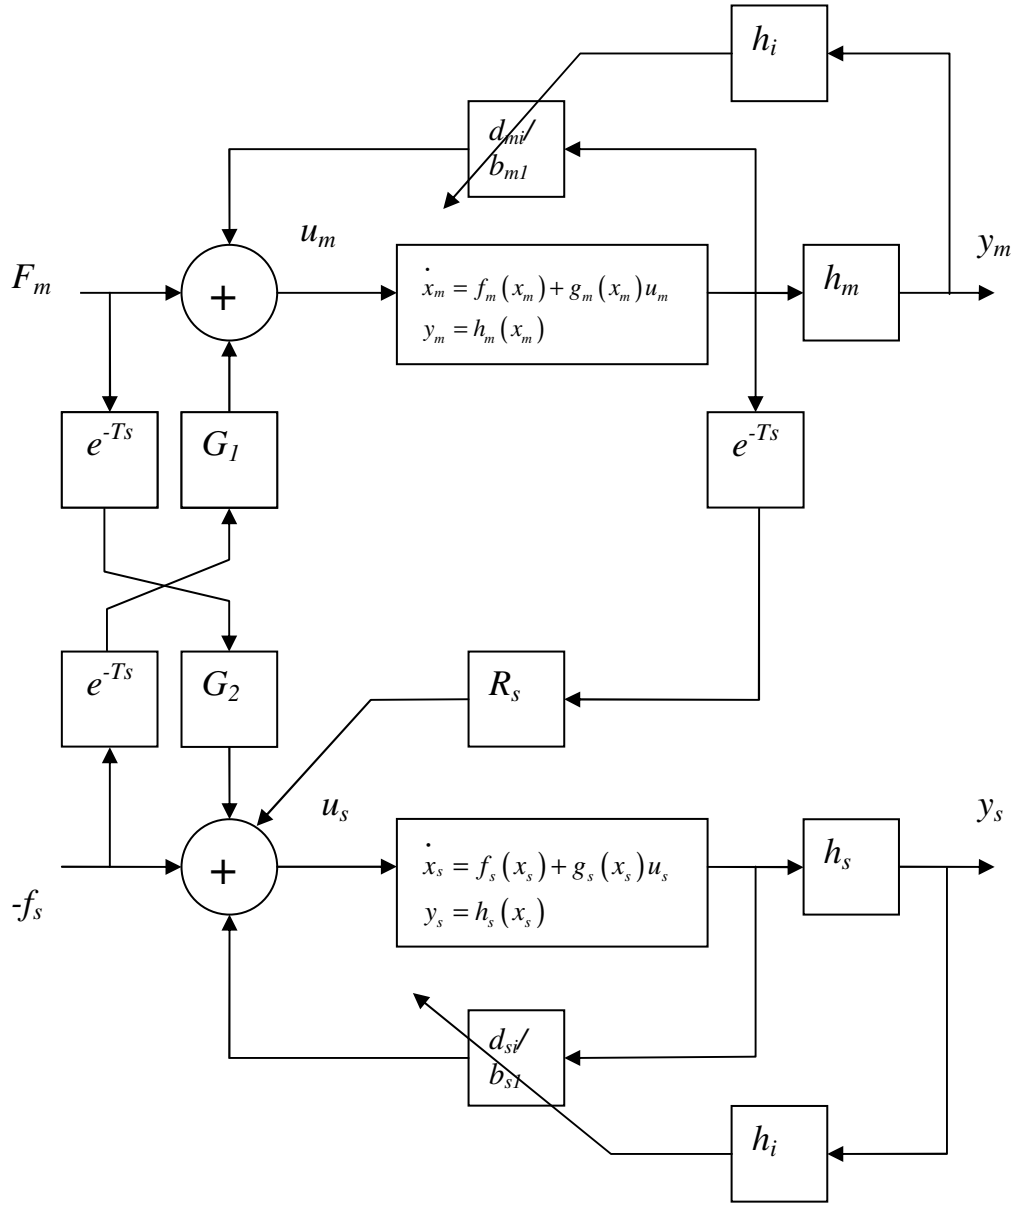 h_i
d_mi/
b_m1
u_m
y_m
F_m
+
ẋ_m = f_m(x_m) + g_m(x_m)u_m
y_m = h_m(x_m)
h_m
e^-Ts
G_1
e^-Ts
e^-Ts
G_2
R_s
u_s
y_s
-f_s
+
ẋ_s = f_s(x_s) + g_s(x_s)u_s
y_s = h_s(x_s)
h_s
d_si/
b_s1
h_i